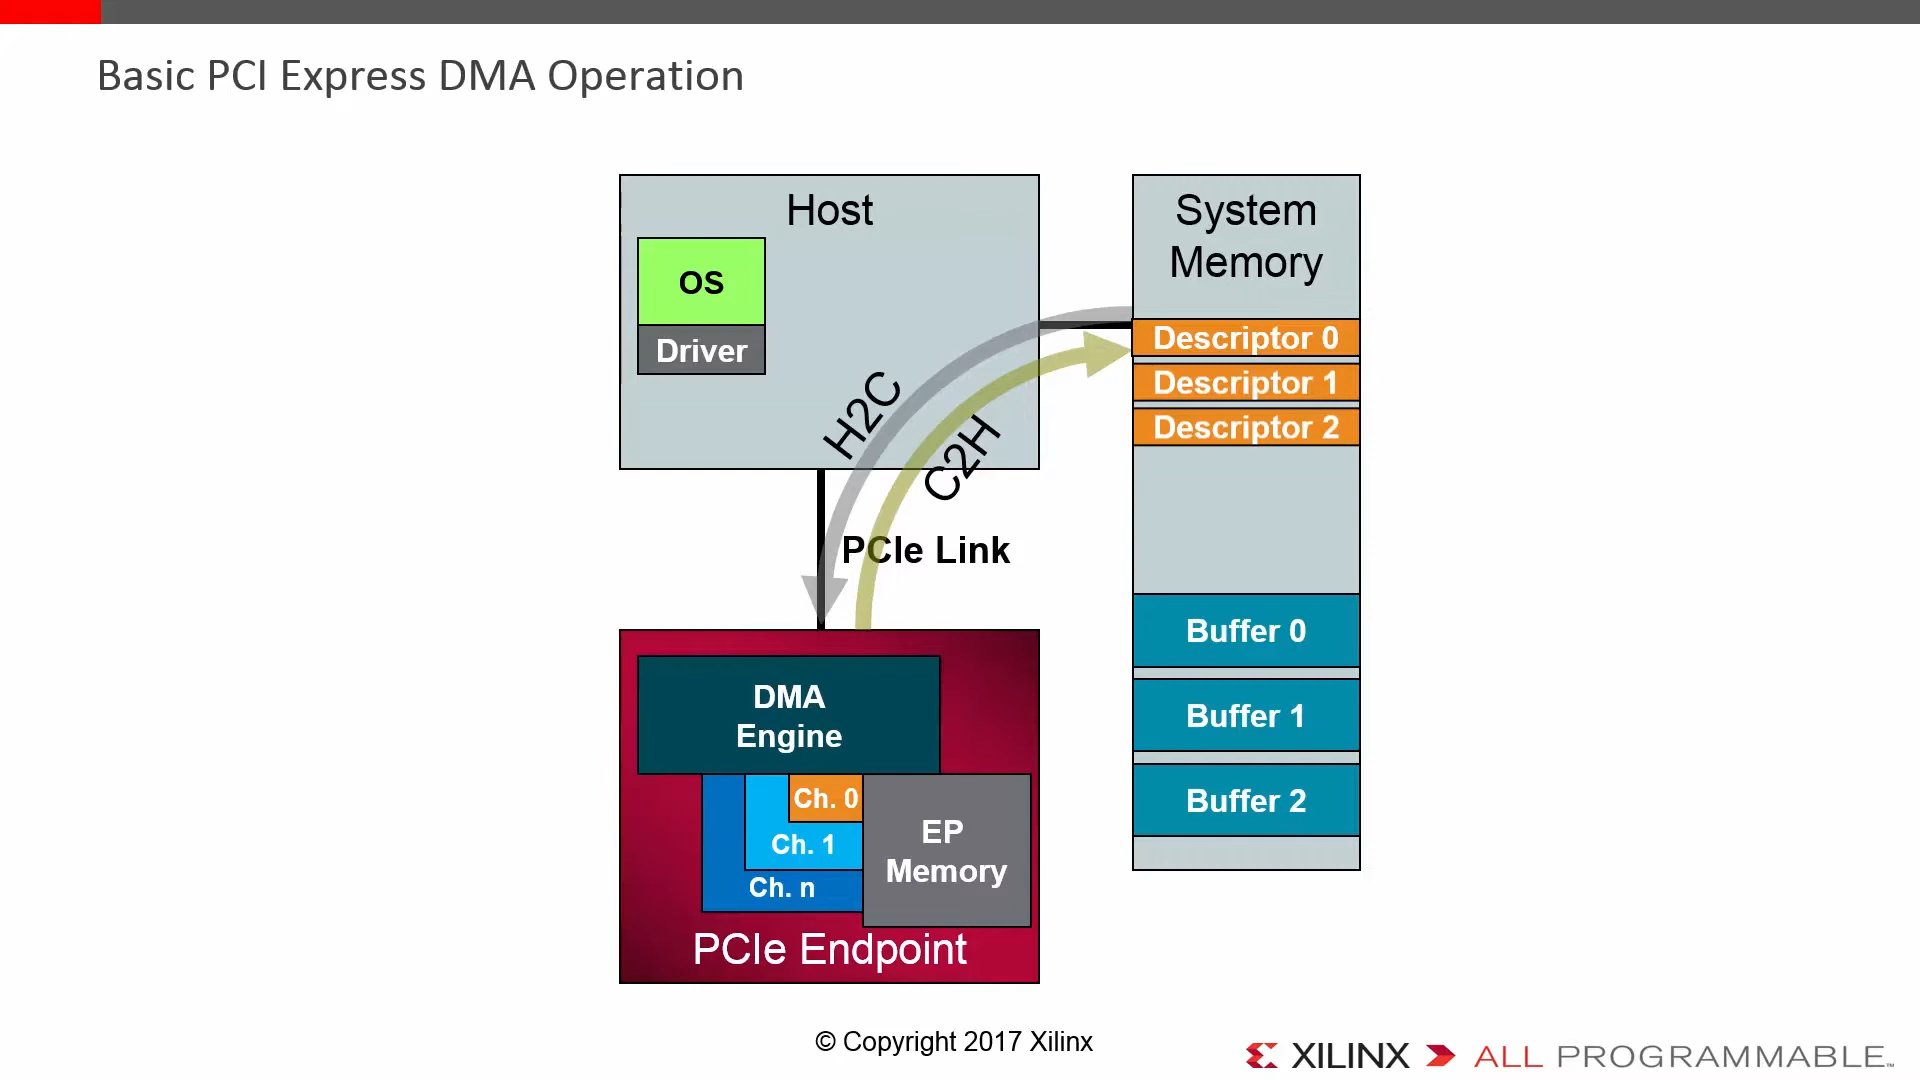 Basic PCI Express DMA Operation
Host
OS
Driver
System
Memory
Descriptor 0
Descriptor 1
Descriptor 2
H2C
C2H
PCIe Link
Buffer 0
Buffer 1
Buffer 2
DMA
Engine
Ch. 0
Ch. 1
Ch. n
EP
Memory
PCIe Endpoint
© Copyright 2017 Xilinx
XILINX ALL PROGRAMMABLE™